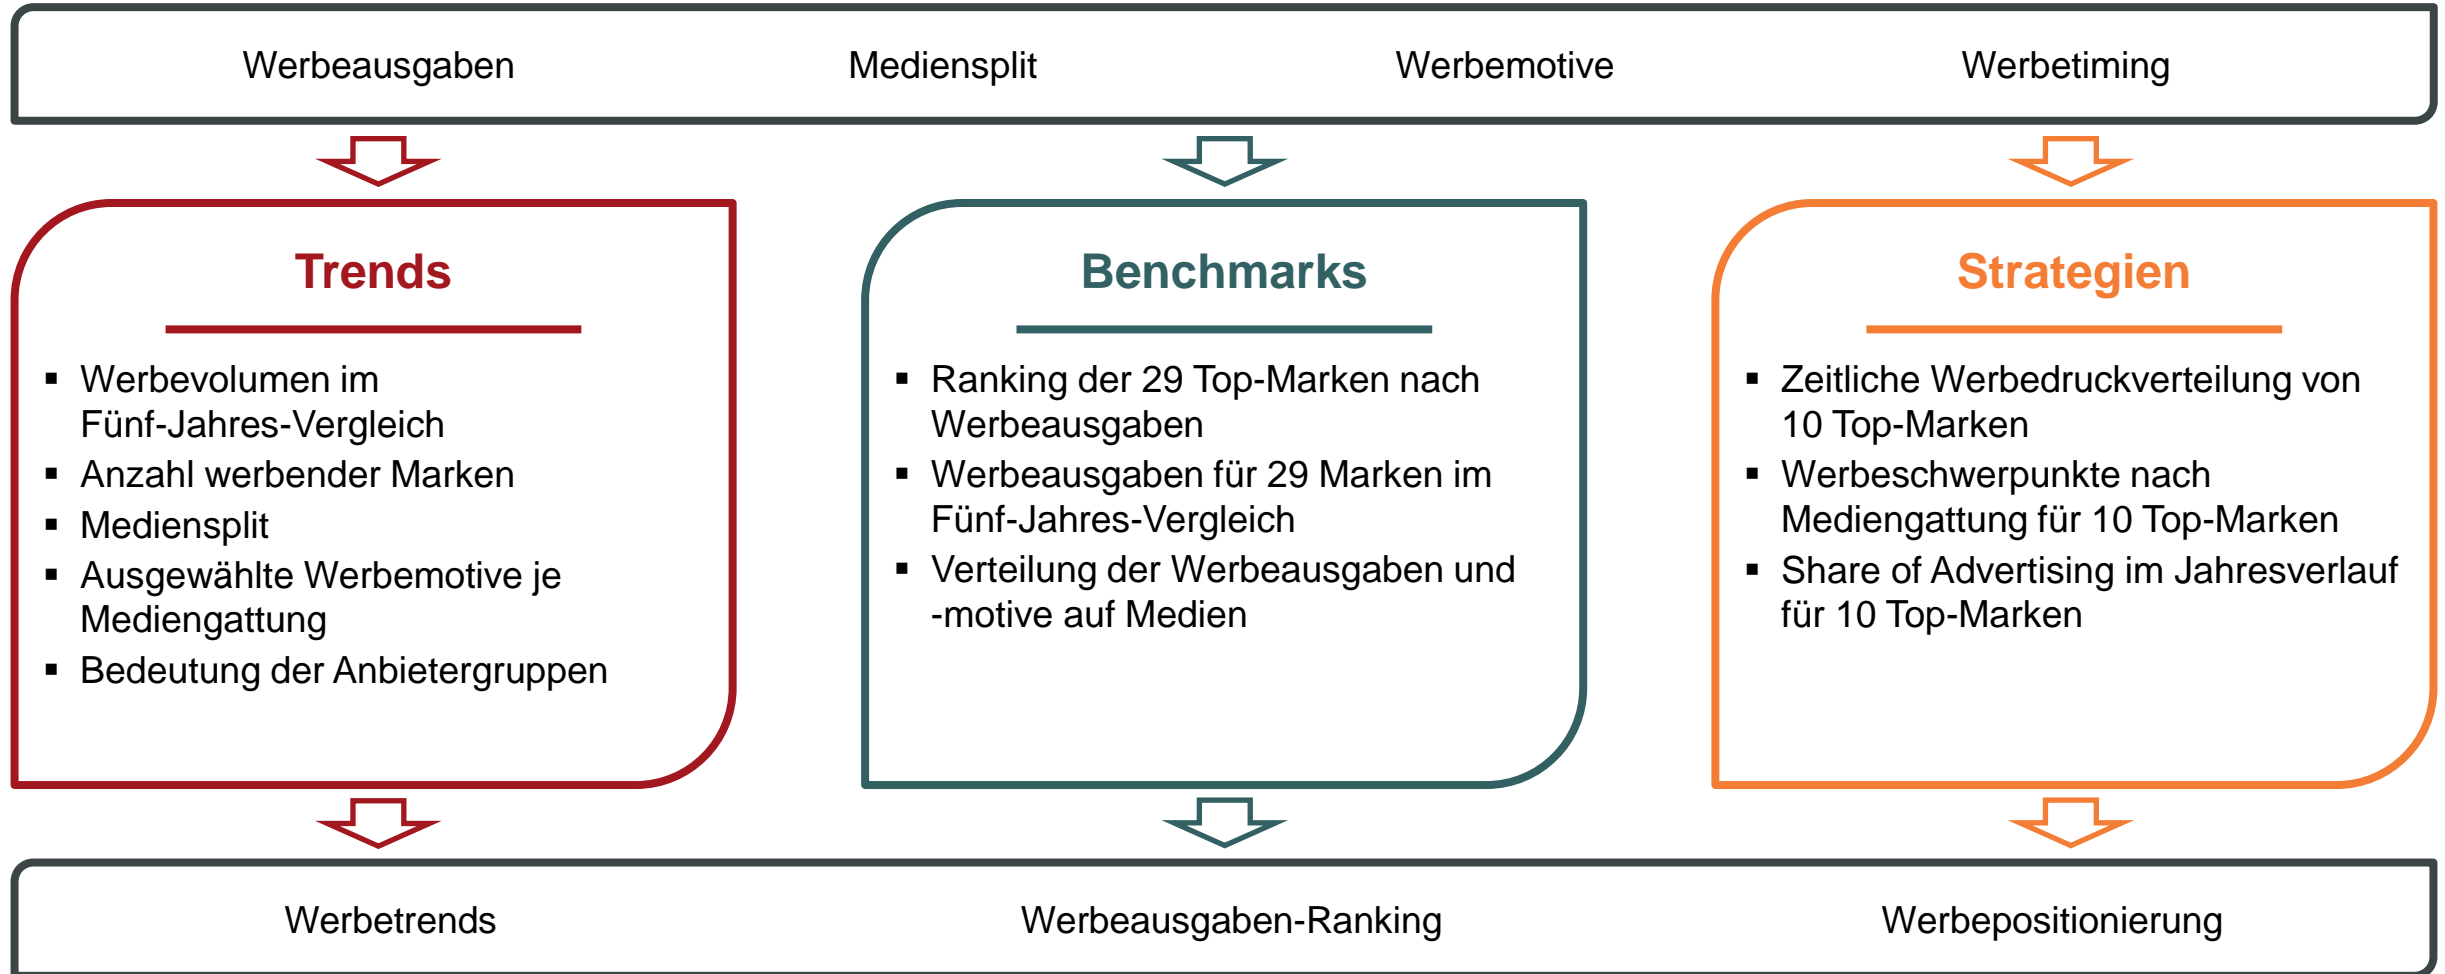 Werbeausgaben Mediensplit Werbemotive Werbetiming
Trends
▪ Werbevolumen im
Fünf-Jahres-Vergleich
▪ Anzahl werbender Marken
▪ Mediensplit
▪ Ausgewählte Werbemotive je
Mediengattung
▪ Bedeutung der Anbietergruppen
Benchmarks
▪ Ranking der 29 Top-Marken nach
Werbeausgaben
▪ Werbeausgaben für 29 Marken im
Fünf-Jahres-Vergleich
▪ Verteilung der Werbeausgaben und
-motive auf Medien
Strategien
▪ Zeitliche Werbedruckverteilung von
10 Top-Marken
▪ Werbeschwerpunkte nach
Mediengattung für 10 Top-Marken
▪ Share of Advertising im Jahresverlauf
für 10 Top-Marken
Werbetrends Werbeausgaben-Ranking Werbepositionierung